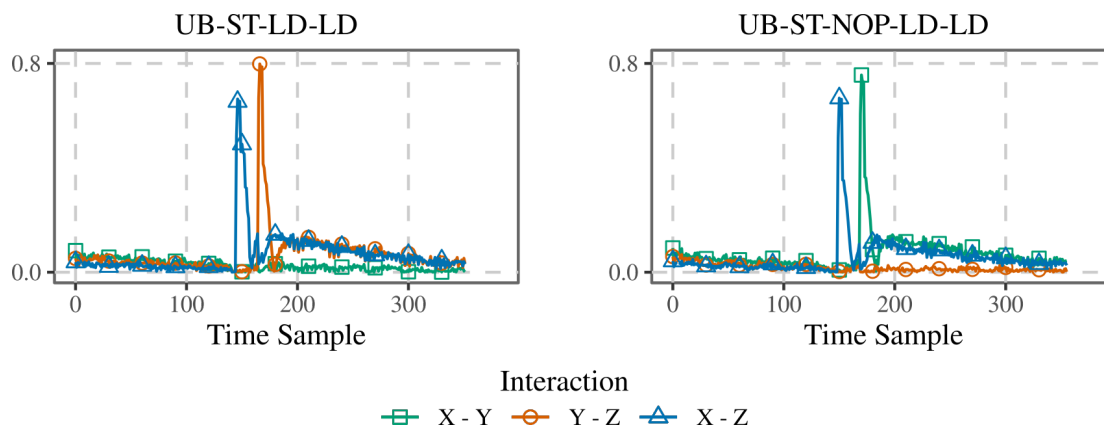 UB-ST-LD-LD
UB-ST-NOP-LD-LD
0.8
0.0
0 100 200 300
Time Sample
0.8
0.0
0 100 200 300
Time Sample
Interaction
X - Y Y - Z X - Z